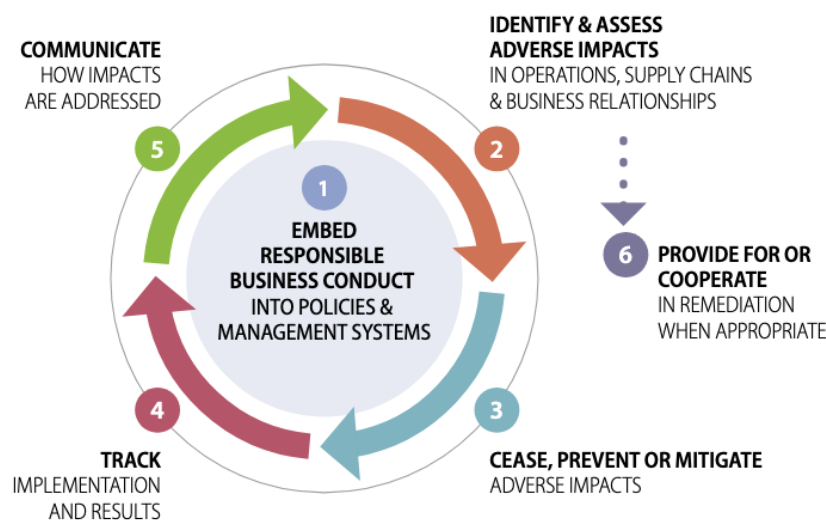 COMMUNICATE
HOW IMPACTS
ARE ADDRESSED
5
IDENTIFY & ASSESS
ADVERSE IMPACTS
IN OPERATIONS, SUPPLY CHAINS
& BUSINESS RELATIONSHIPS
2
1
EMBED
RESPONSIBLE
BUSINESS CONDUCT
INTO POLICIES &
MANAGEMENT SYSTEMS
6
PROVIDE FOR OR
COOPERATE
IN REMEDIATION
WHEN APPROPRIATE
4
TRACK
IMPLEMENTATION
AND RESULTS
3
CEASE, PREVENT OR MITIGATE
ADVERSE IMPACTS